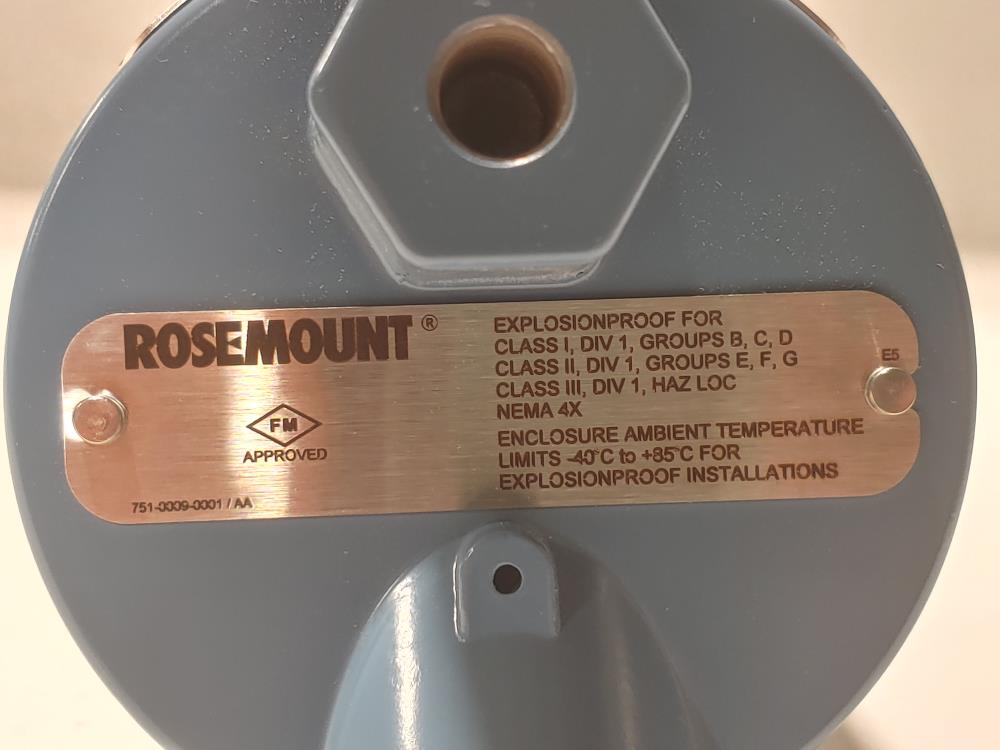 ROSEMOUNT®
FM
APPROVED
751-0009-0001 / AA
EXPLOSIONPROOF FOR
CLASS I, DIV 1, GROUPS B, C, D
CLASS II, DIV 1, GROUPS E, F, G
CLASS III, DIV 1, HAZ LOC
NEMA 4X
ENCLOSURE AMBIENT TEMPERATURE
LIMITS -40°C to +85°C FOR
EXPLOSIONPROOF INSTALLATIONS
E5